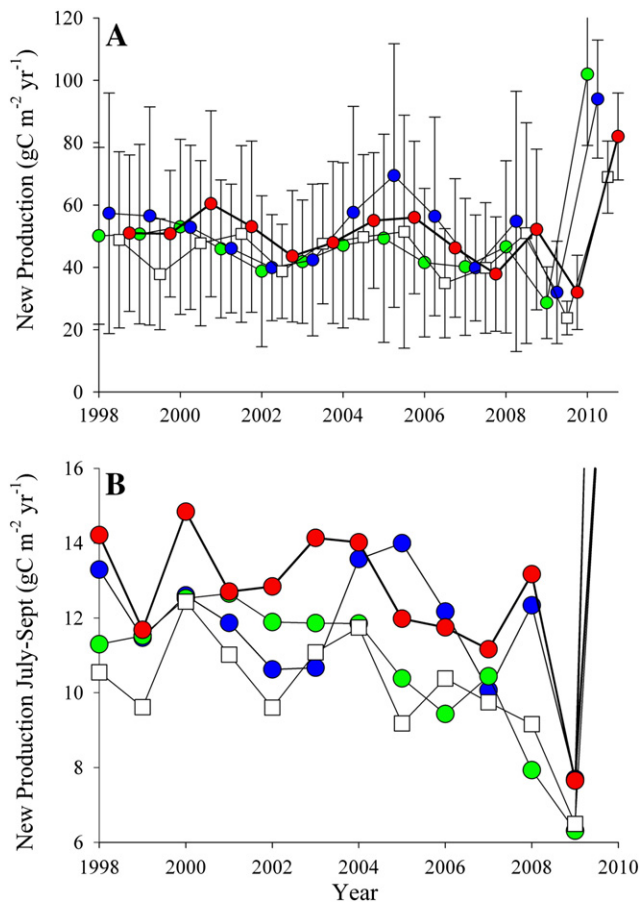 A
New Production (gC m⁻² yr⁻¹)
120
100
80
60
40
20
0
1998 2000 2002 2004 2006 2008 2010
B
New Production July-Sept (gC m⁻² yr⁻¹)
16
14
12
10
8
6
1998 2000 2002 2004 2006 2008 2010
Year